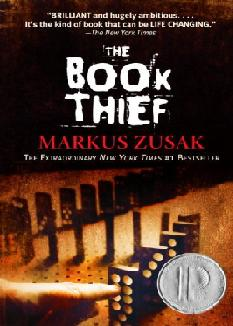 "BRILLIANT and hugely ambitious. . . .
It's the kind of book that can be LIFE CHANGING."
—The New York Times
THE
BOOK
THIEF
MARKUS ZUSAK
THE EXTRAORDINARY NEW YORK TIMES #1 BESTSELLER